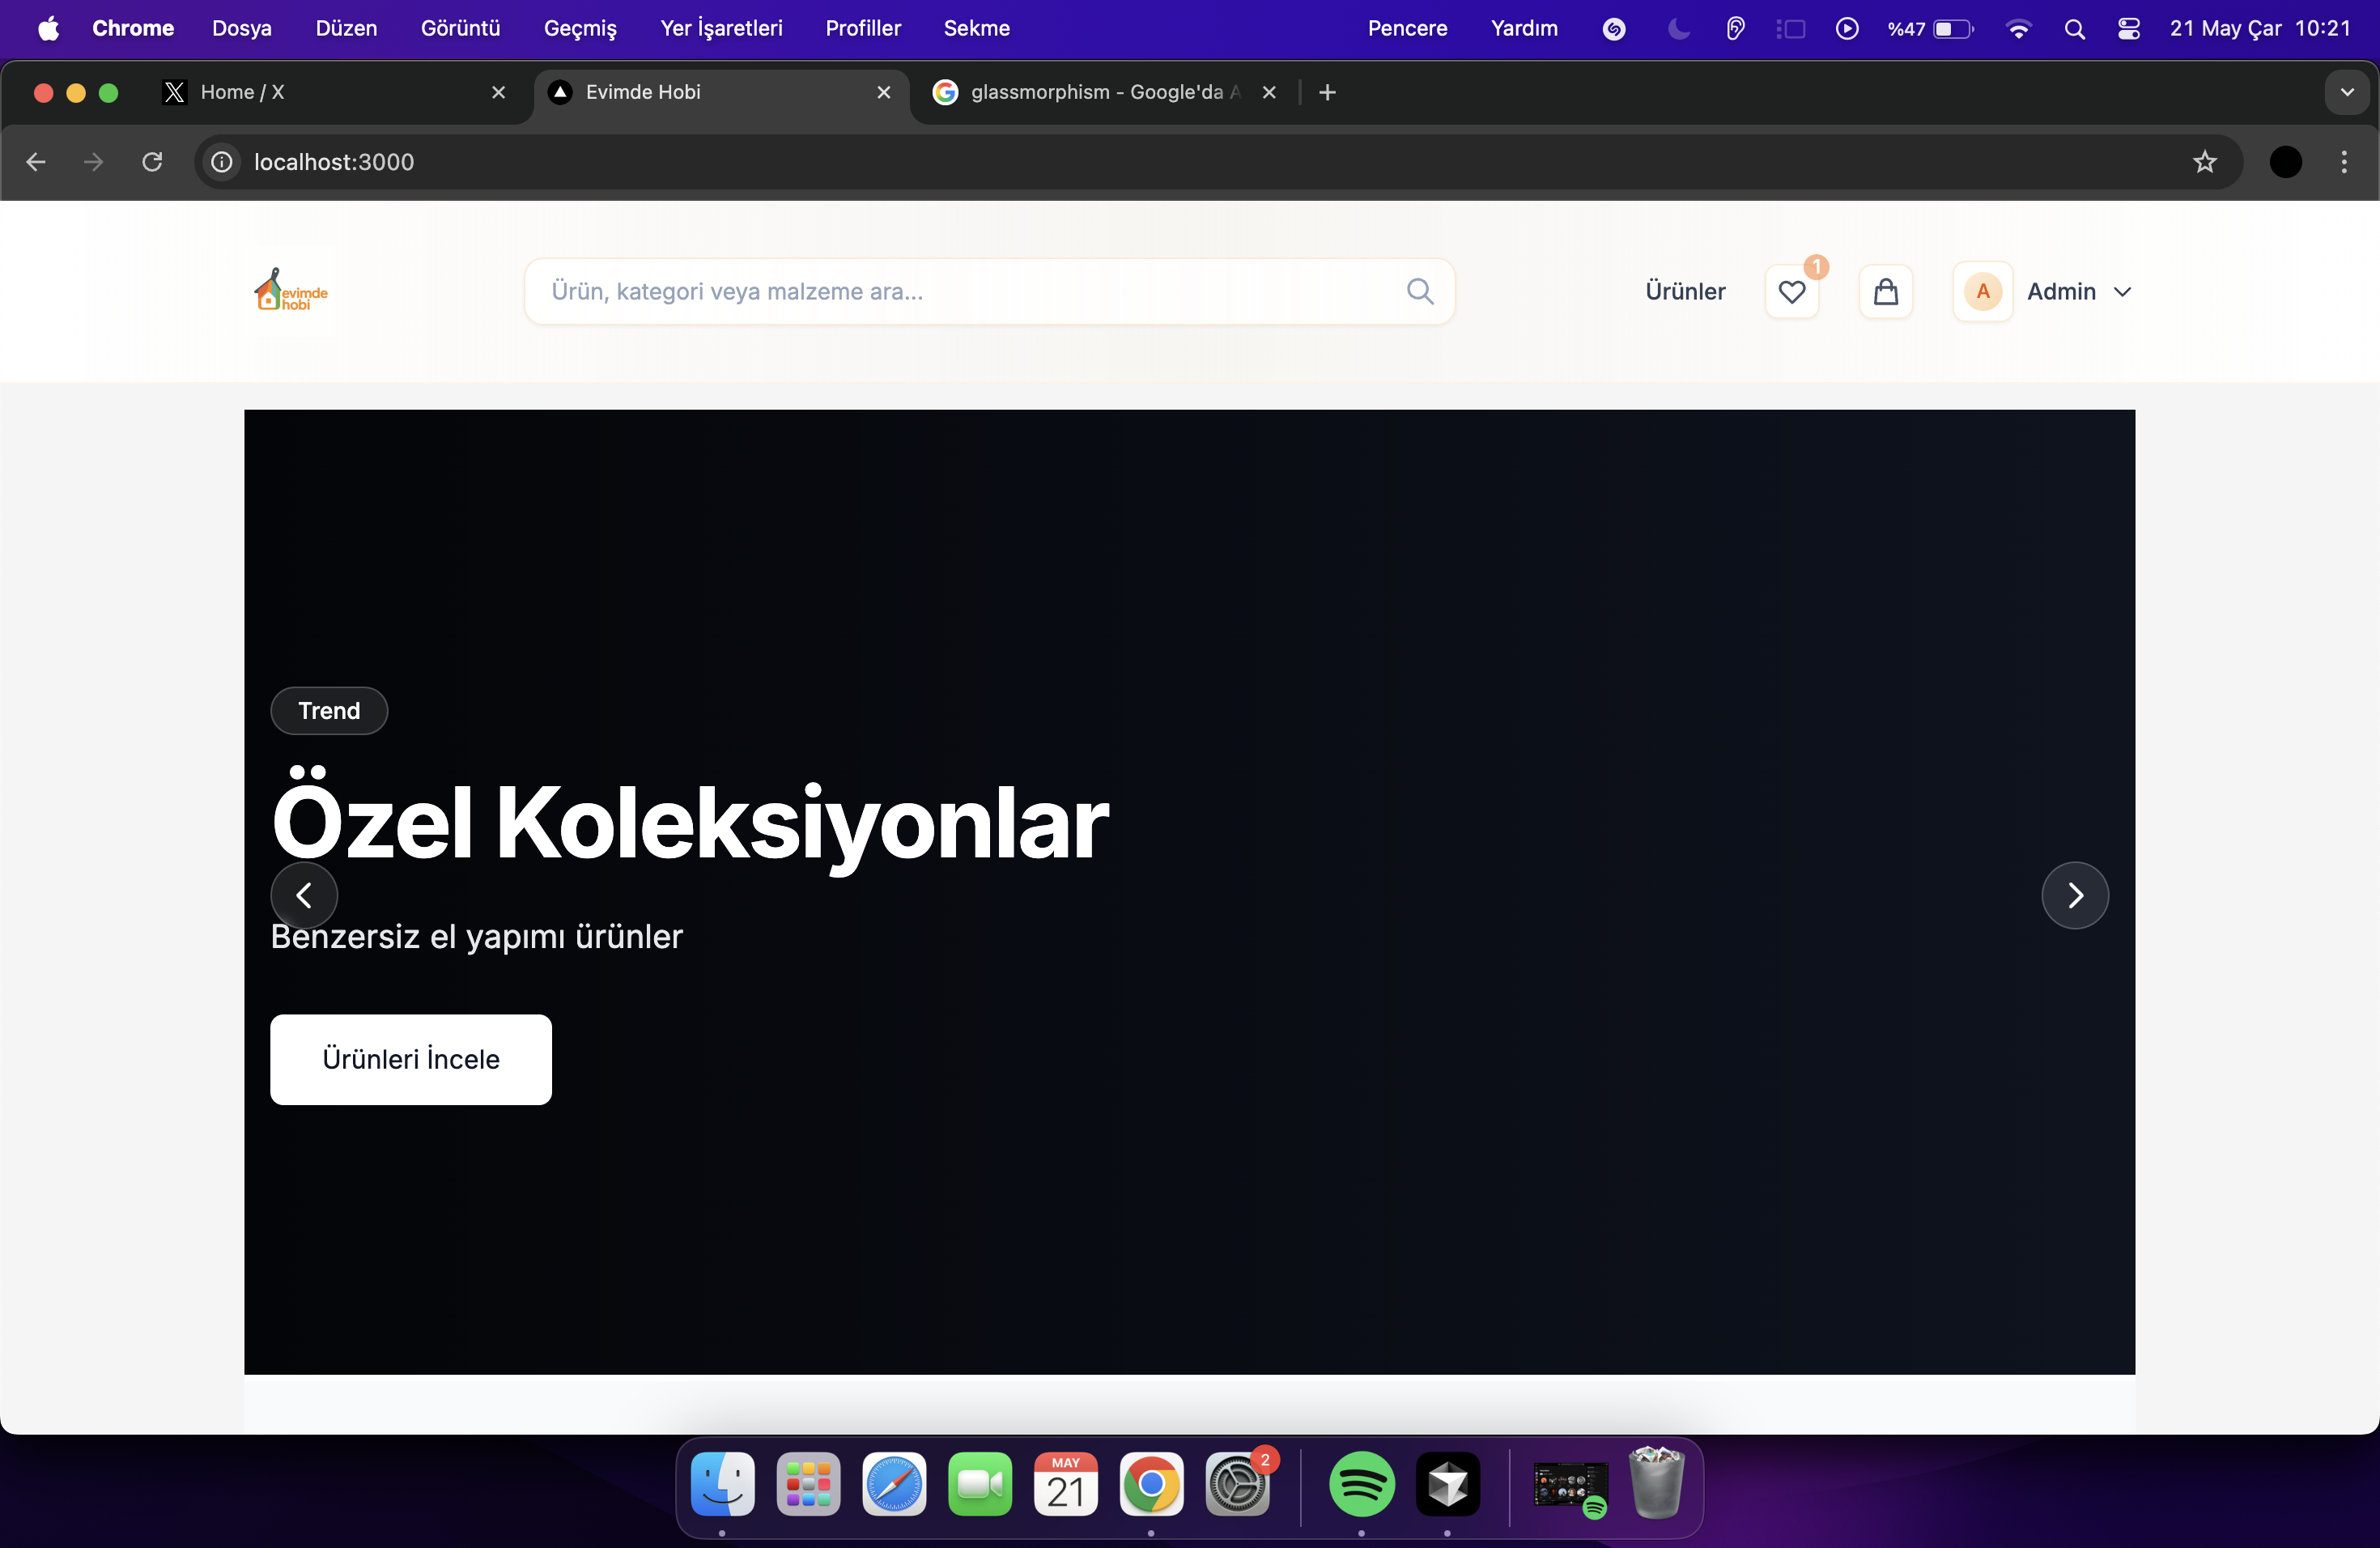 Chrome Dosya Düzen Görüntü Geçmiş Yer İşaretleri Profiller Sekme Pencere Yardım %47 21 May Çar 10:21
Home / X Evimde Hobi glassmorphism - Google'da A
localhost:3000
evimde
hobi
Ürün, kategori veya malzeme ara...
Ürünler 1 A Admin
Trend
Özel Koleksiyonlar
Benzersiz el yapımı ürünler
Ürünleri İncele
MAY
21
2